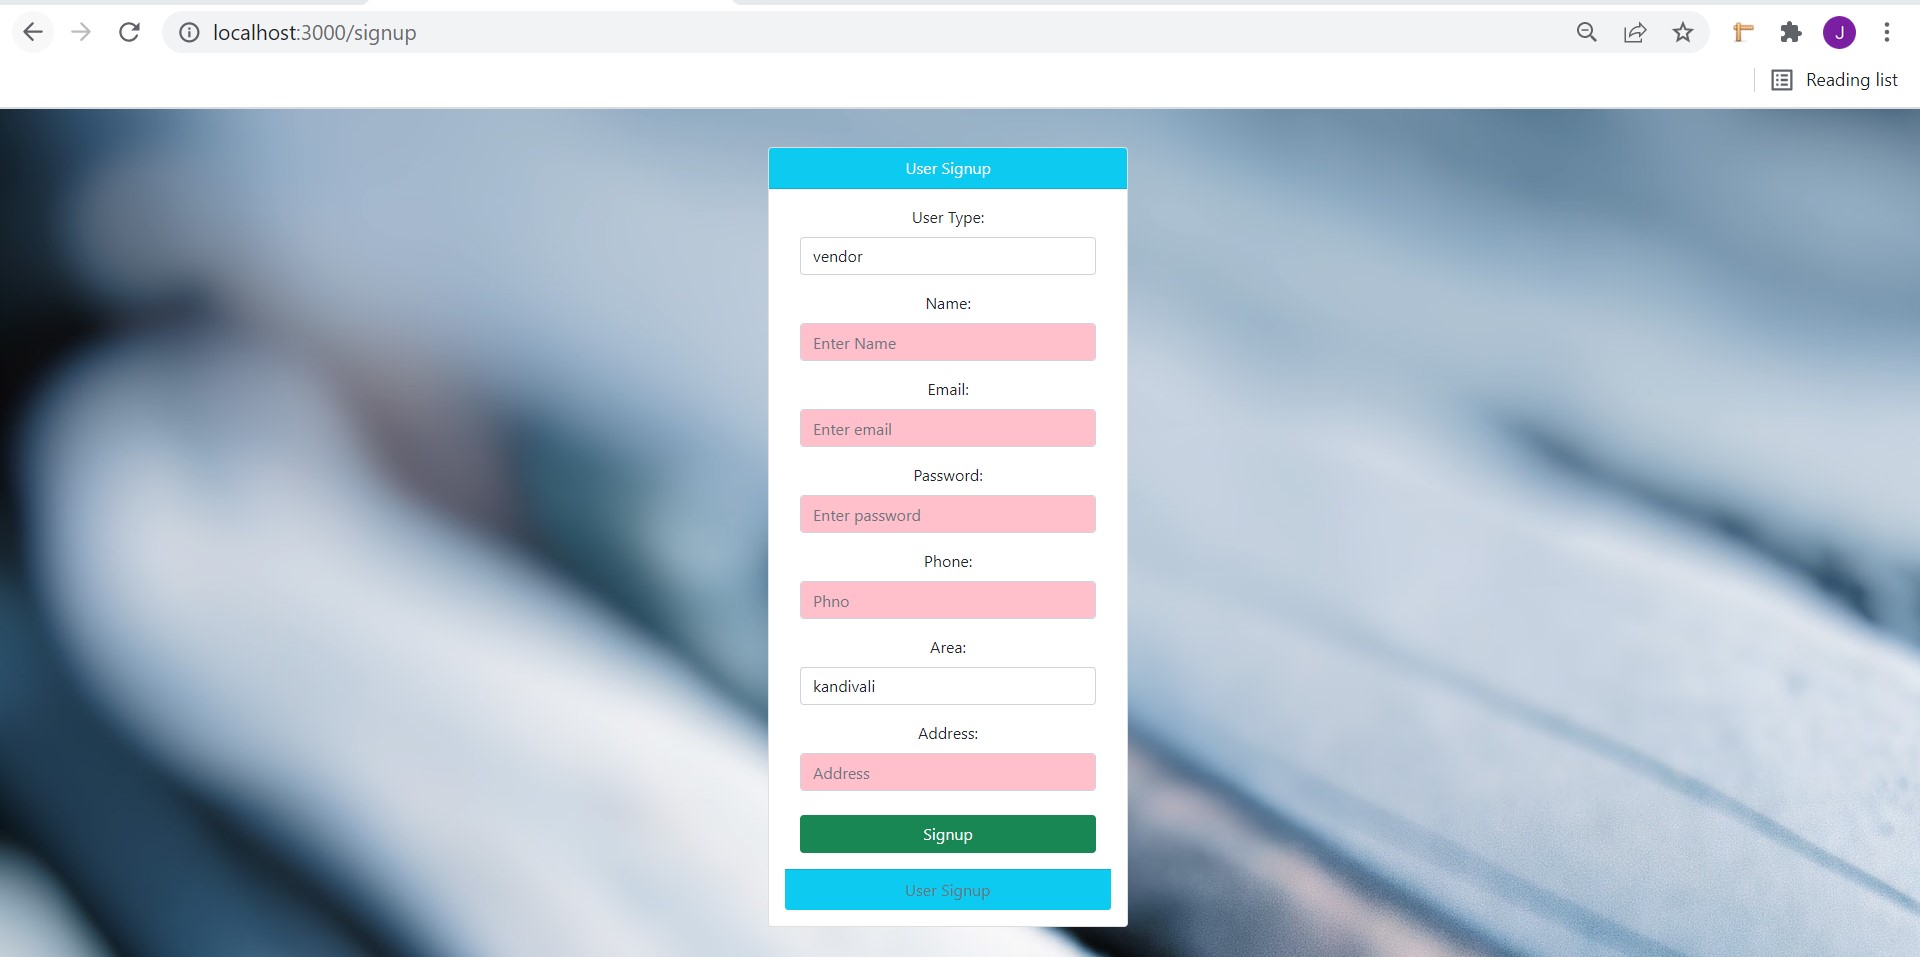 localhost:3000/signup
J
Reading list
User Signup
User Type:
vendor
Name:
Enter Name
Email:
Enter email
Password:
Enter password
Phone:
Phno
Area:
kandivali
Address:
Address
Signup
User Signup